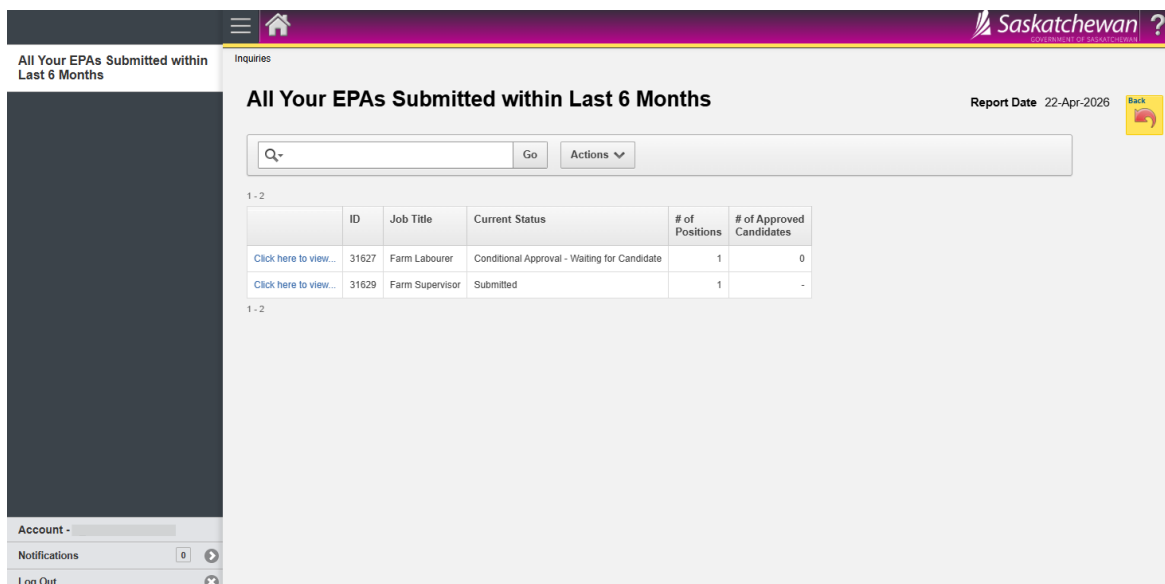 Saskatchewan ?
GOVERNMENT OF SASKATCHEWAN
All Your EPAs Submitted within
Last 6 Months
Inquiries
All Your EPAs Submitted within Last 6 Months
Report Date 22-Apr-2026
Back
Go
Actions
1 - 2
ID Job Title Current Status # of Positions # of Approved Candidates
Click here to view... 31627 Farm Labourer Conditional Approval - Waiting for Candidate 1 0
Click here to view... 31629 Farm Supervisor Submitted 1 -
1 - 2
Account -
Notifications 0
Log Out